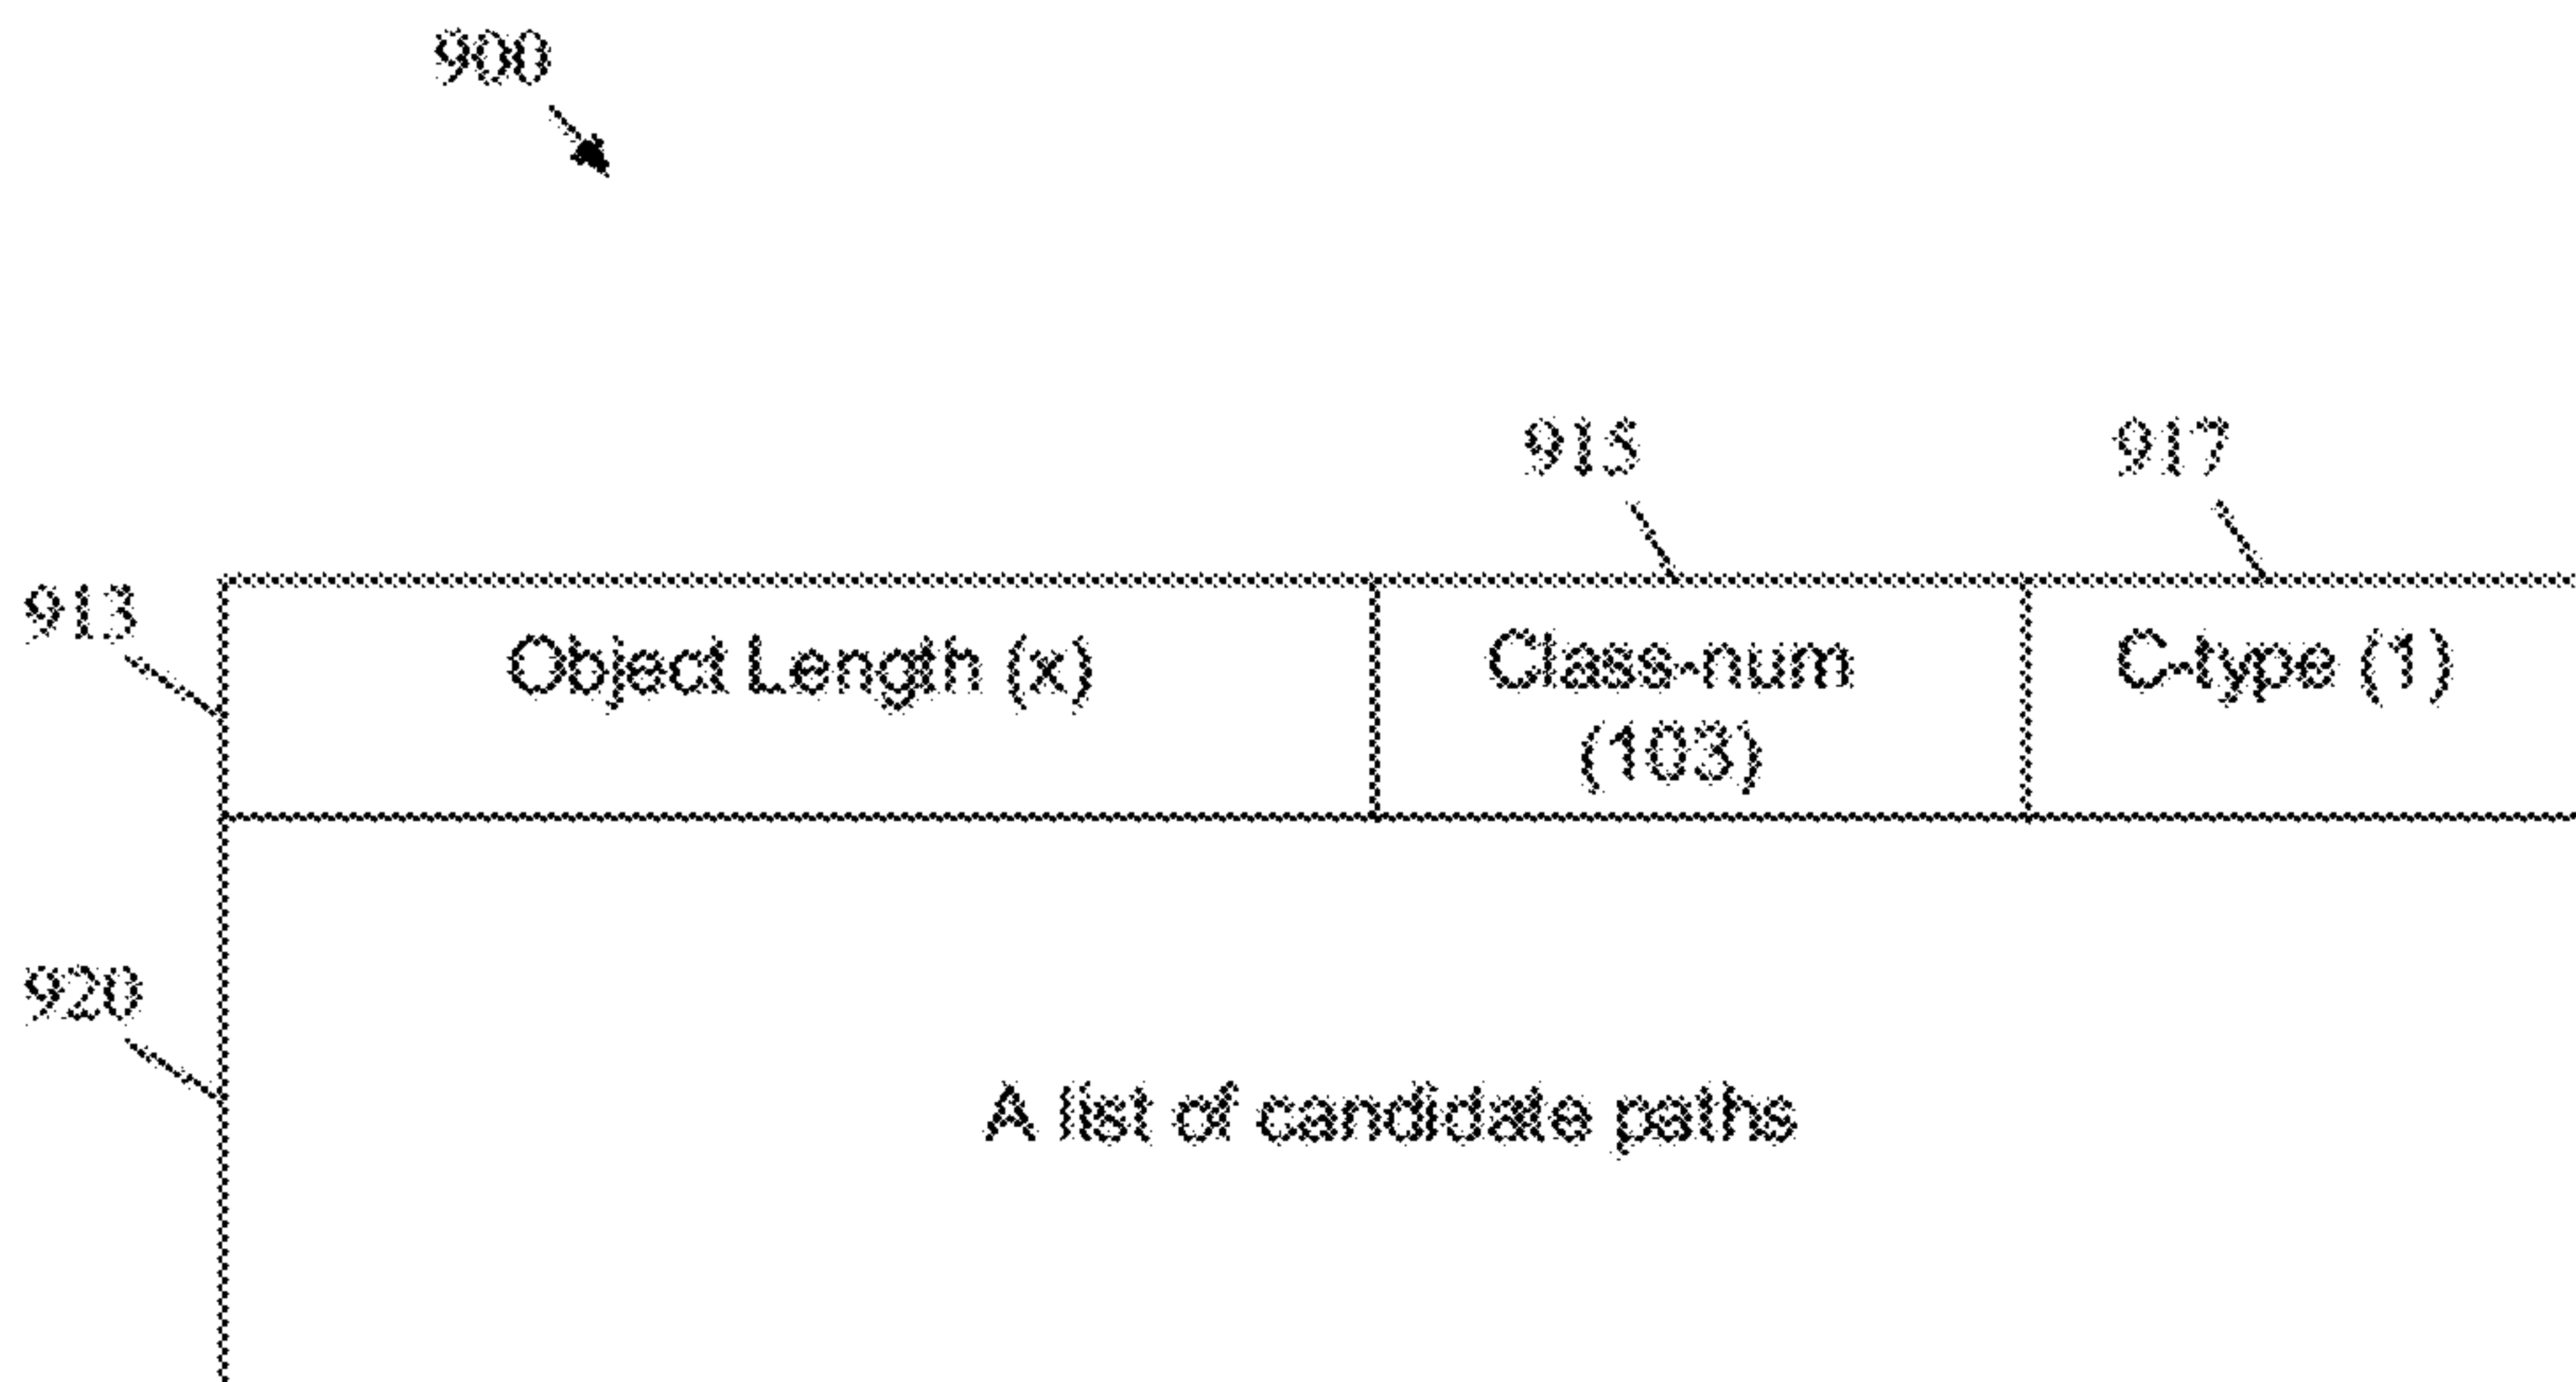 900
915
917
913
Object Length (x)
Class-num
(103)
C-type (1)
920
A list of candidate paths